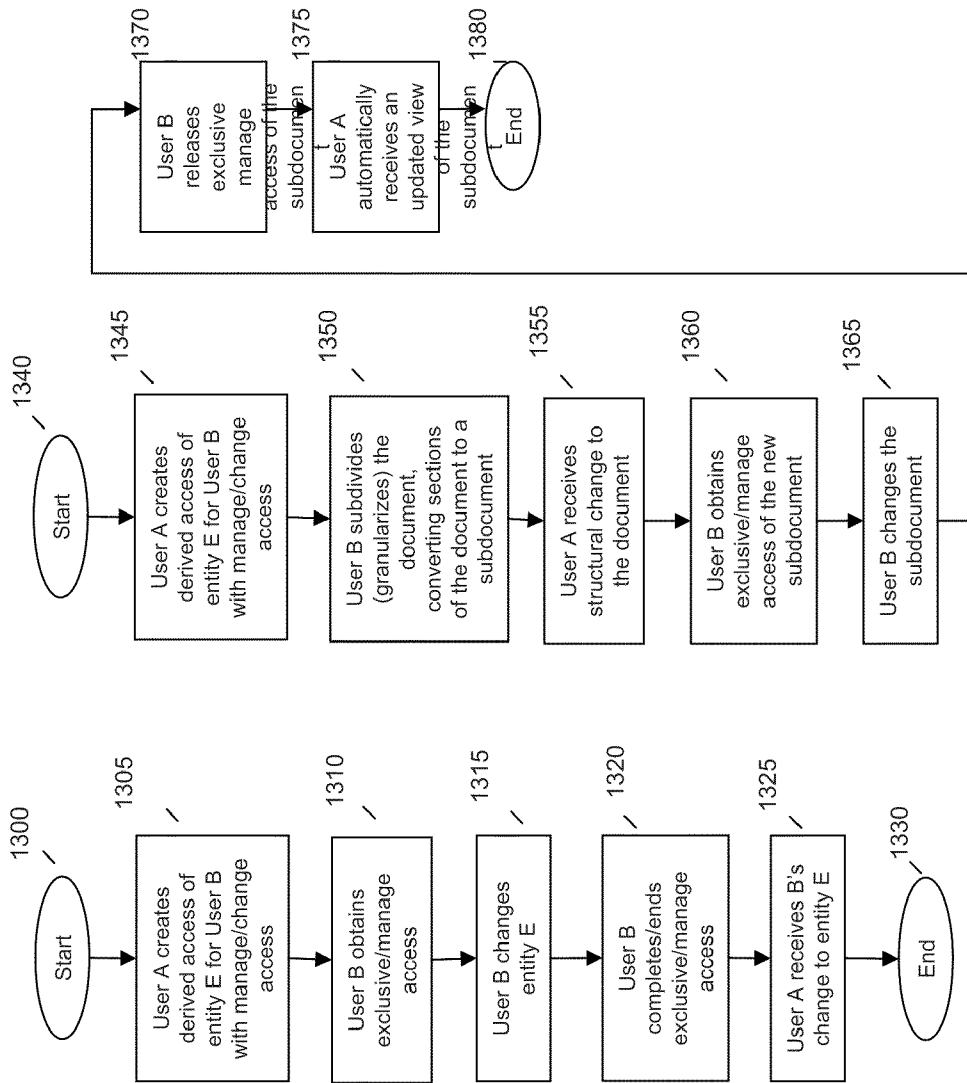 1300
Start
1305
User A creates
derived access of
entity E for User B
with manage/change
access
1310
User B obtains
exclusive/manage
access
1315
User B changes
entity E
1320
User B
completes/ends
exclusive/manage
access
1325
User A receives B's
change to entity E
1330
End
1340
Start
1345
User A creates
derived access of
entity E for User B
with manage/change
access
1350
User B subdivides
(granularizes) the
document,
converting sections
of the document to a
subdocument
1355
User A receives
structural change to
the document
1360
User B obtains
exclusive/manage
access of the new
subdocument
1365
User B changes the
subdocument
1370
User B
releases
exclusive
manage
access of the
subdocumen
t
1375
User A
automatically
receives an
updated view
of the
subdocumen
t
1380
End